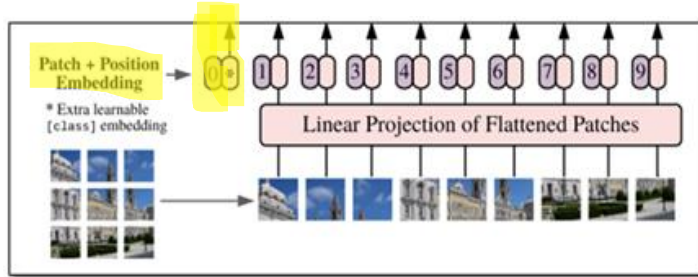 Patch + Position
Embedding
* Extra learnable
[class] embedding
0 * 1 2 3 4 5 6 7 8 9
Linear Projection of Flattened Patches